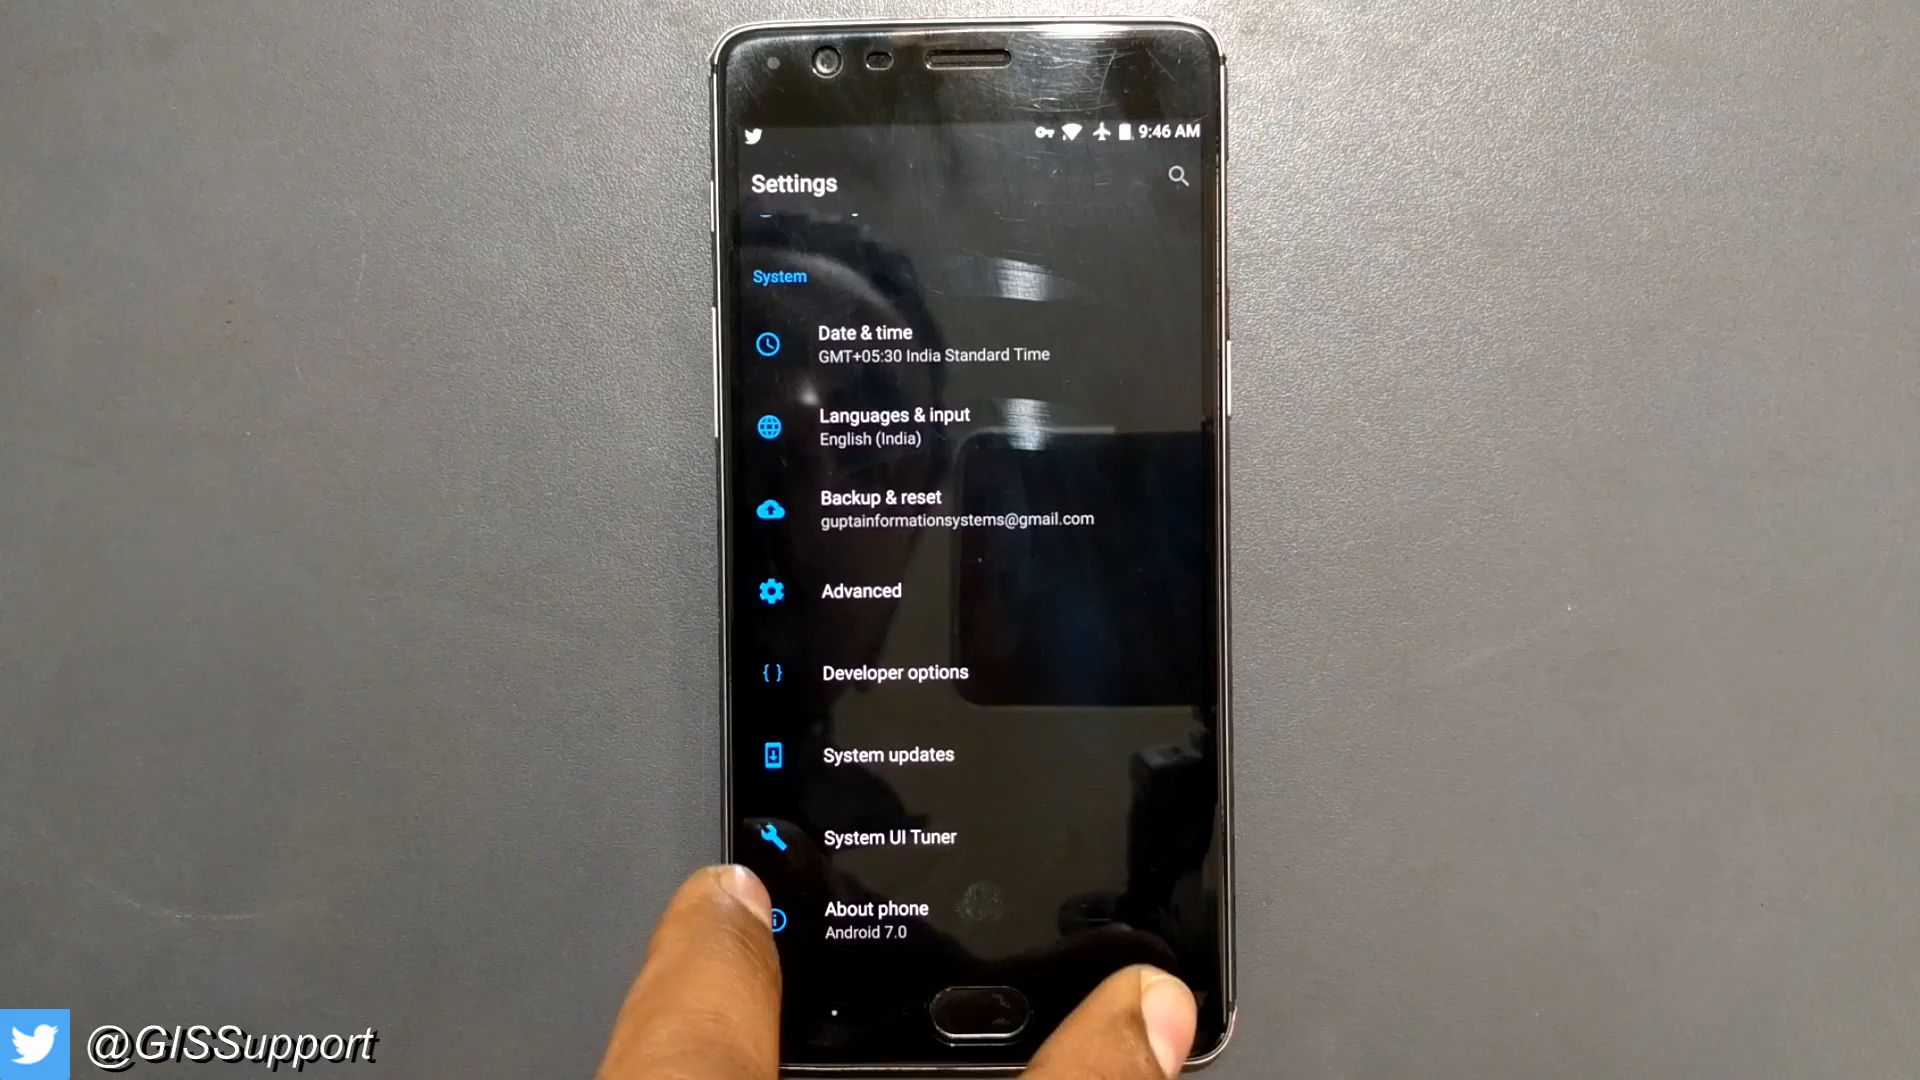 9:46 AM
Settings
System
Date & time
GMT+05:30 India Standard Time
Languages & input
English (India)
Backup & reset
guptainformationsystems@gmail.com
Advanced
{ } Developer options
System updates
System UI Tuner
About phone
Android 7.0
@GISSupport